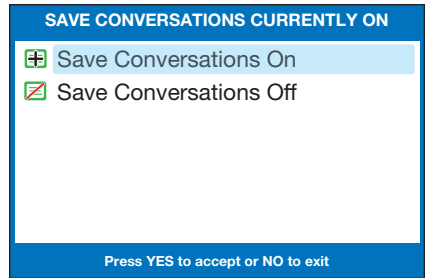 SAVE CONVERSATIONS CURRENTLY ON
Save Conversations On
Save Conversations Off
Press YES to accept or NO to exit